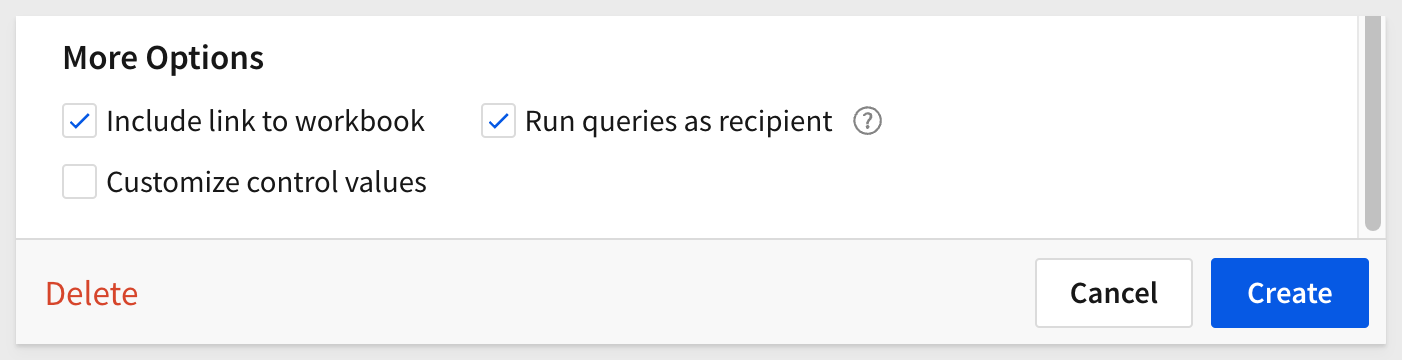 More Options
Include link to workbook Run queries as recipient ?
Customize control values
Delete Cancel Create